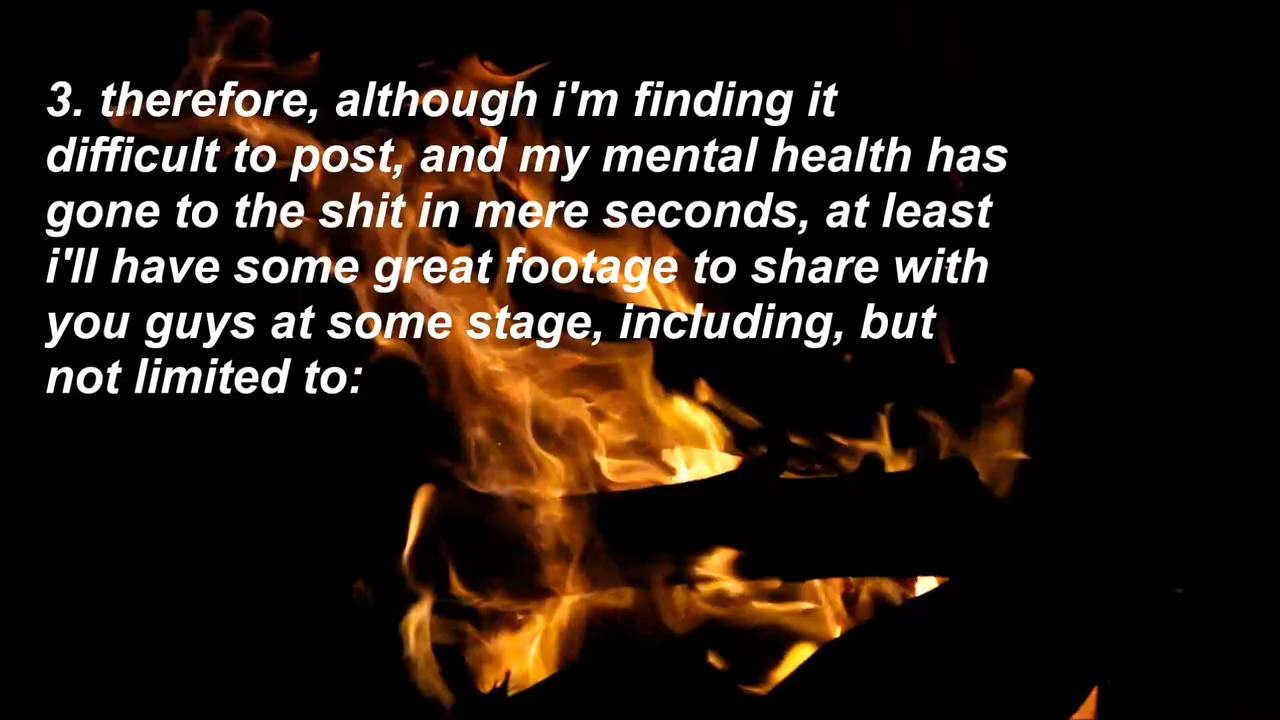 3. therefore, although i'm finding it
difficult to post, and my mental health has
gone to the shit in mere seconds, at least
i'll have some great footage to share with
you guys at some stage, including, but
not limited to: